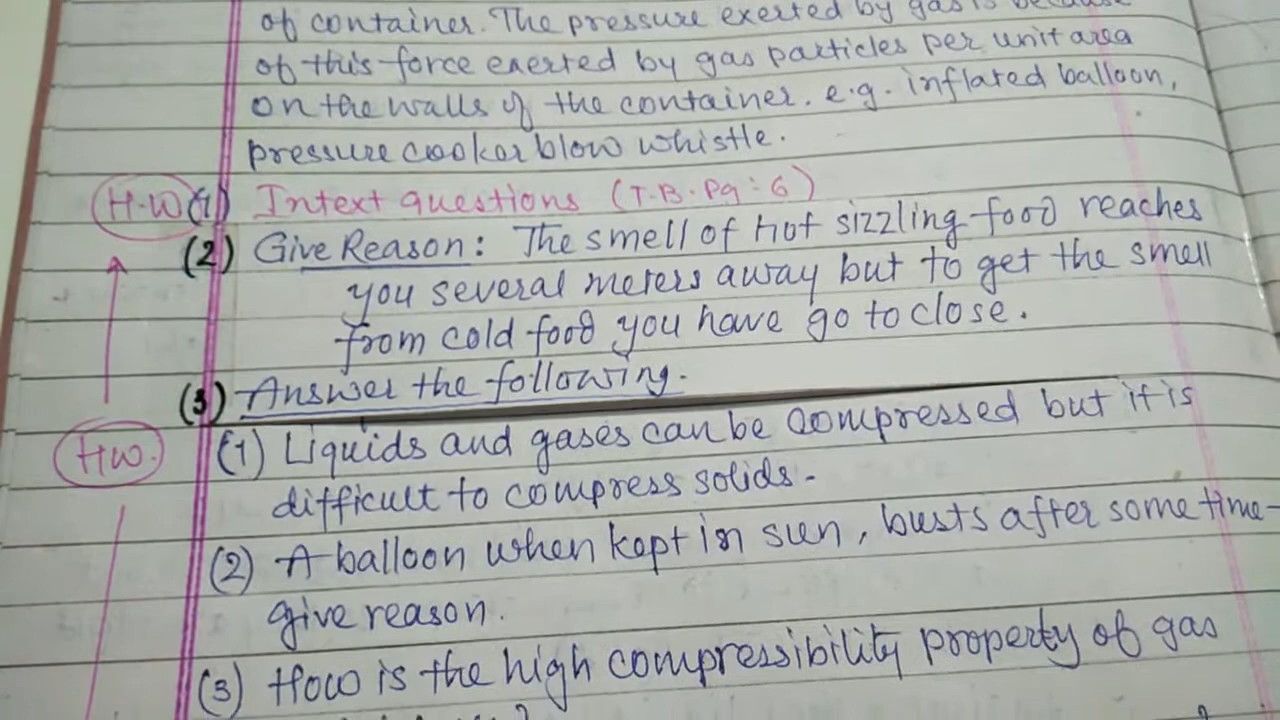 of container. The pressure exerted by gas is because
of this force exerted by gas particles per unit area
on the walls of the container. e.g. inflated balloon,
pressure cooker blow whistle.
H.W (1) Intext questions (T.B. Pg: 6)
(2) Give Reason: The smell of hot sizzling food reaches
you several meters away but to get the smell
from cold food you have go to close.
(3) Answer the following.
HW. (1) Liquids and gases can be compressed but it is
difficult to compress solids.
(2) A balloon when kept in sun, busts after some time-
give reason.
(3) How is the high compressibility property of gas